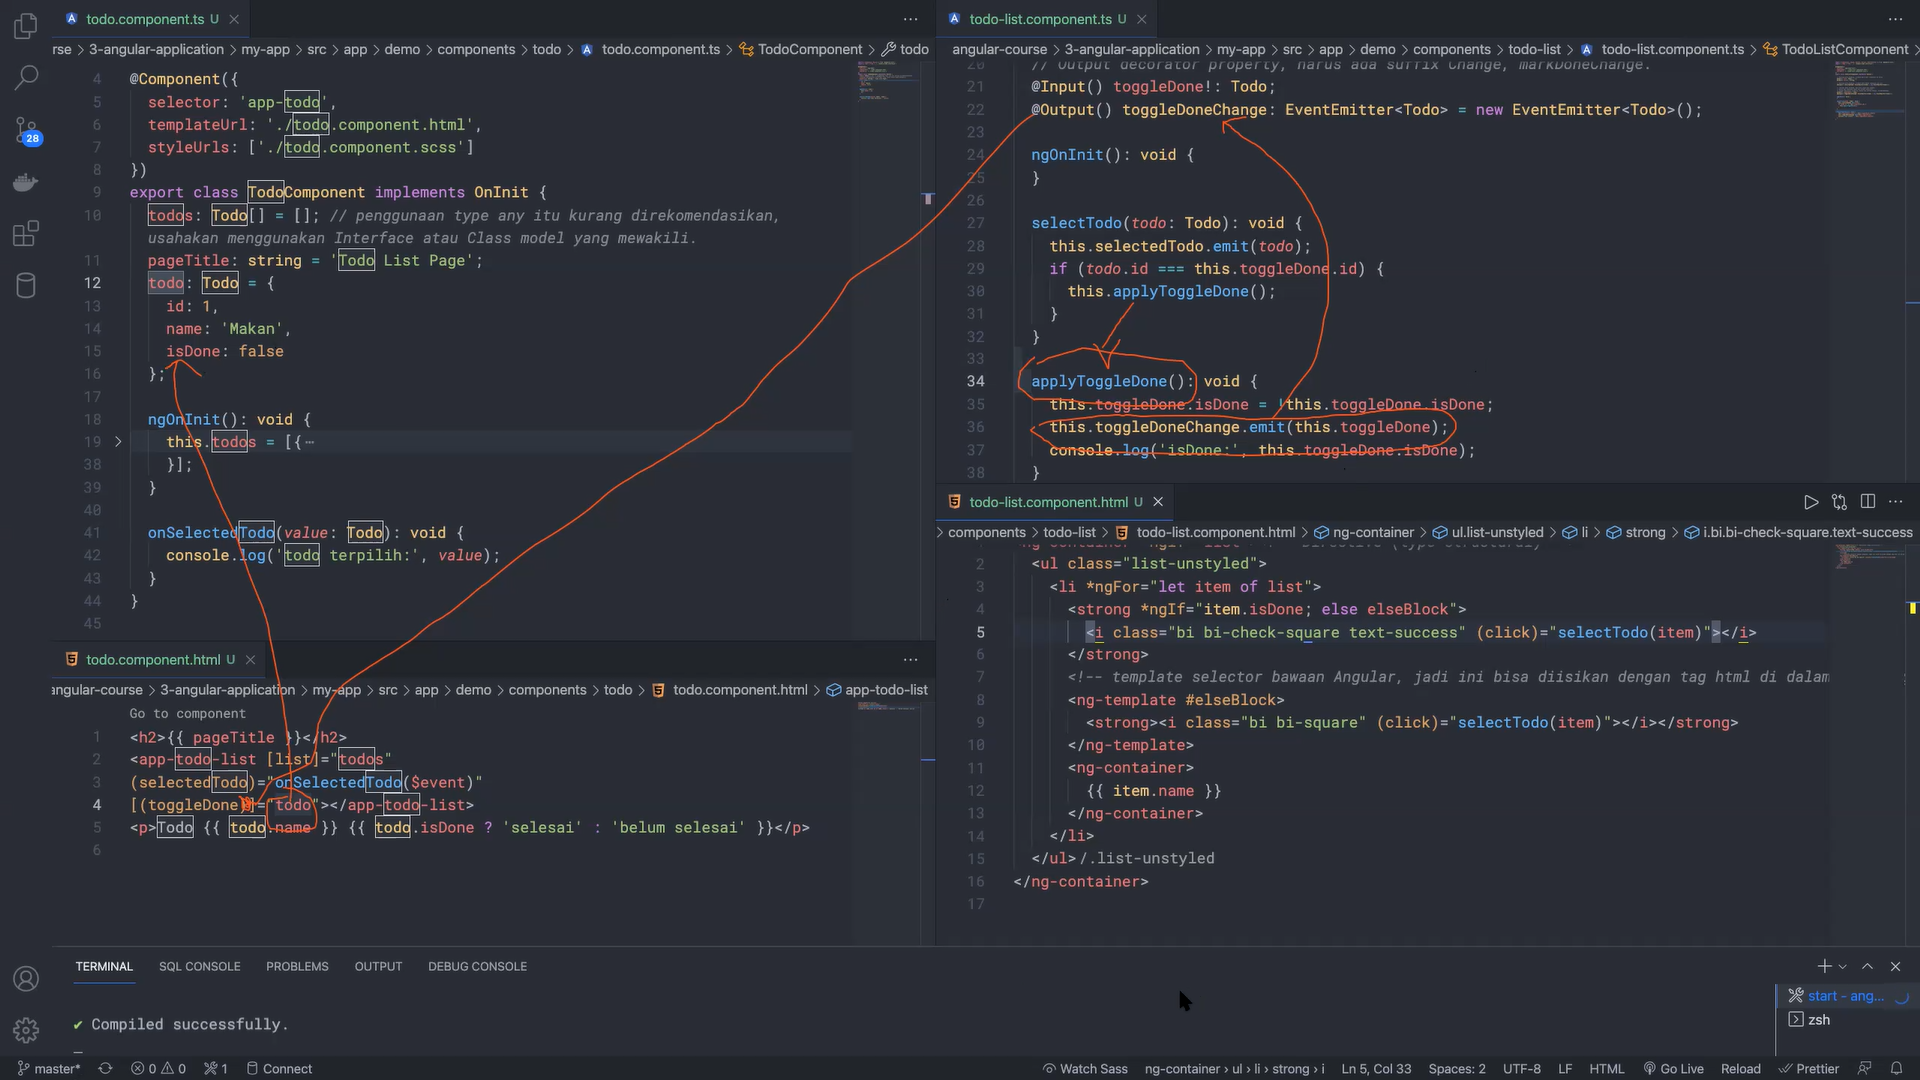 todo.component.ts U
rse > 3-angular-application > my-app > src > app > demo > components > todo > todo.component.ts > TodoComponent > todo
4 @Component({
5 selector: 'app-todo',
6 templateUrl: './todo.component.html',
7 styleUrls: ['./todo.component.scss']
8 })
9 export class TodoComponent implements OnInit {
10 todos: Todo[] = []; // penggunaan type any itu kurang direkomendasikan,
usahakan menggunakan Interface atau Class model yang mewakili.
11 pageTitle: string = 'Todo List Page';
12 todo: Todo = {
13 id: 1,
14 name: 'Makan',
15 isDone: false
16 };
17
18 ngOnInit(): void {
19 this.todos = [{⋯
38 }];
39 }
40
41 onSelectedTodo(value: Todo): void {
42 console.log('todo terpilih:', value);
43 }
44 }
45
todo.component.html U
angular-course > 3-angular-application > my-app > src > app > demo > components > todo > todo.component.html > app-todo-list
Go to component
1 <h2>{{ pageTitle }}</h2>
2 <app-todo-list [list]="todos"
3 (selectedTodo)="onSelectedTodo($event)"
4 [(toggleDone)]="todo"></app-todo-list>
5 <p>Todo {{ todo.name }} {{ todo.isDone ? 'selesai' : 'belum selesai' }}</p>
6
todo-list.component.ts U
angular-course > 3-angular-application > my-app > src > app > demo > components > todo-list > todo-list.component.ts > TodoListComponent
20 // Output decorator property, harus ada suffix Change, markDoneChange.
21 @Input() toggleDone!: Todo;
22 @Output() toggleDoneChange: EventEmitter<Todo> = new EventEmitter<Todo>();
23
24 ngOnInit(): void {
25 }
26
27 selectTodo(todo: Todo): void {
28 this.selectedTodo.emit(todo);
29 if (todo.id === this.toggleDone.id) {
30 this.applyToggleDone();
31 }
32 }
33
34 applyToggleDone(): void {
35 this.toggleDone.isDone = !this.toggleDone.isDone;
36 this.toggleDoneChange.emit(this.toggleDone);
37 console.log('isDone:', this.toggleDone.isDone);
38 }
todo-list.component.html U
components > todo-list > todo-list.component.html > ng-container > ul.list-unstyled > li > strong > i.bi.bi-check-square.text-success
2 <ul class="list-unstyled">
3 <li *ngFor="let item of list">
4 <strong *ngIf="item.isDone; else elseBlock">
5 <i class="bi bi-check-square text-success" (click)="selectTodo(item)"></i>
6 </strong>
7 <!-- template selector bawaan Angular, jadi ini bisa diisikan dengan tag html di dalam
8 <ng-template #elseBlock>
9 <strong><i class="bi bi-square" (click)="selectTodo(item)"></i></strong>
10 </ng-template>
11 <ng-container>
12 {{ item.name }}
13 </ng-container>
14 </li>
15 </ul>/.list-unstyled
16 </ng-container>
17
TERMINAL SQL CONSOLE PROBLEMS OUTPUT DEBUG CONSOLE
✔ Compiled successfully.
start - ang...
zsh
28
master* 0 0 1 Connect
Watch Sass ng-container > ul > li > strong > i Ln 5, Col 33 Spaces: 2 UTF-8 LF HTML Go Live Reload Prettier